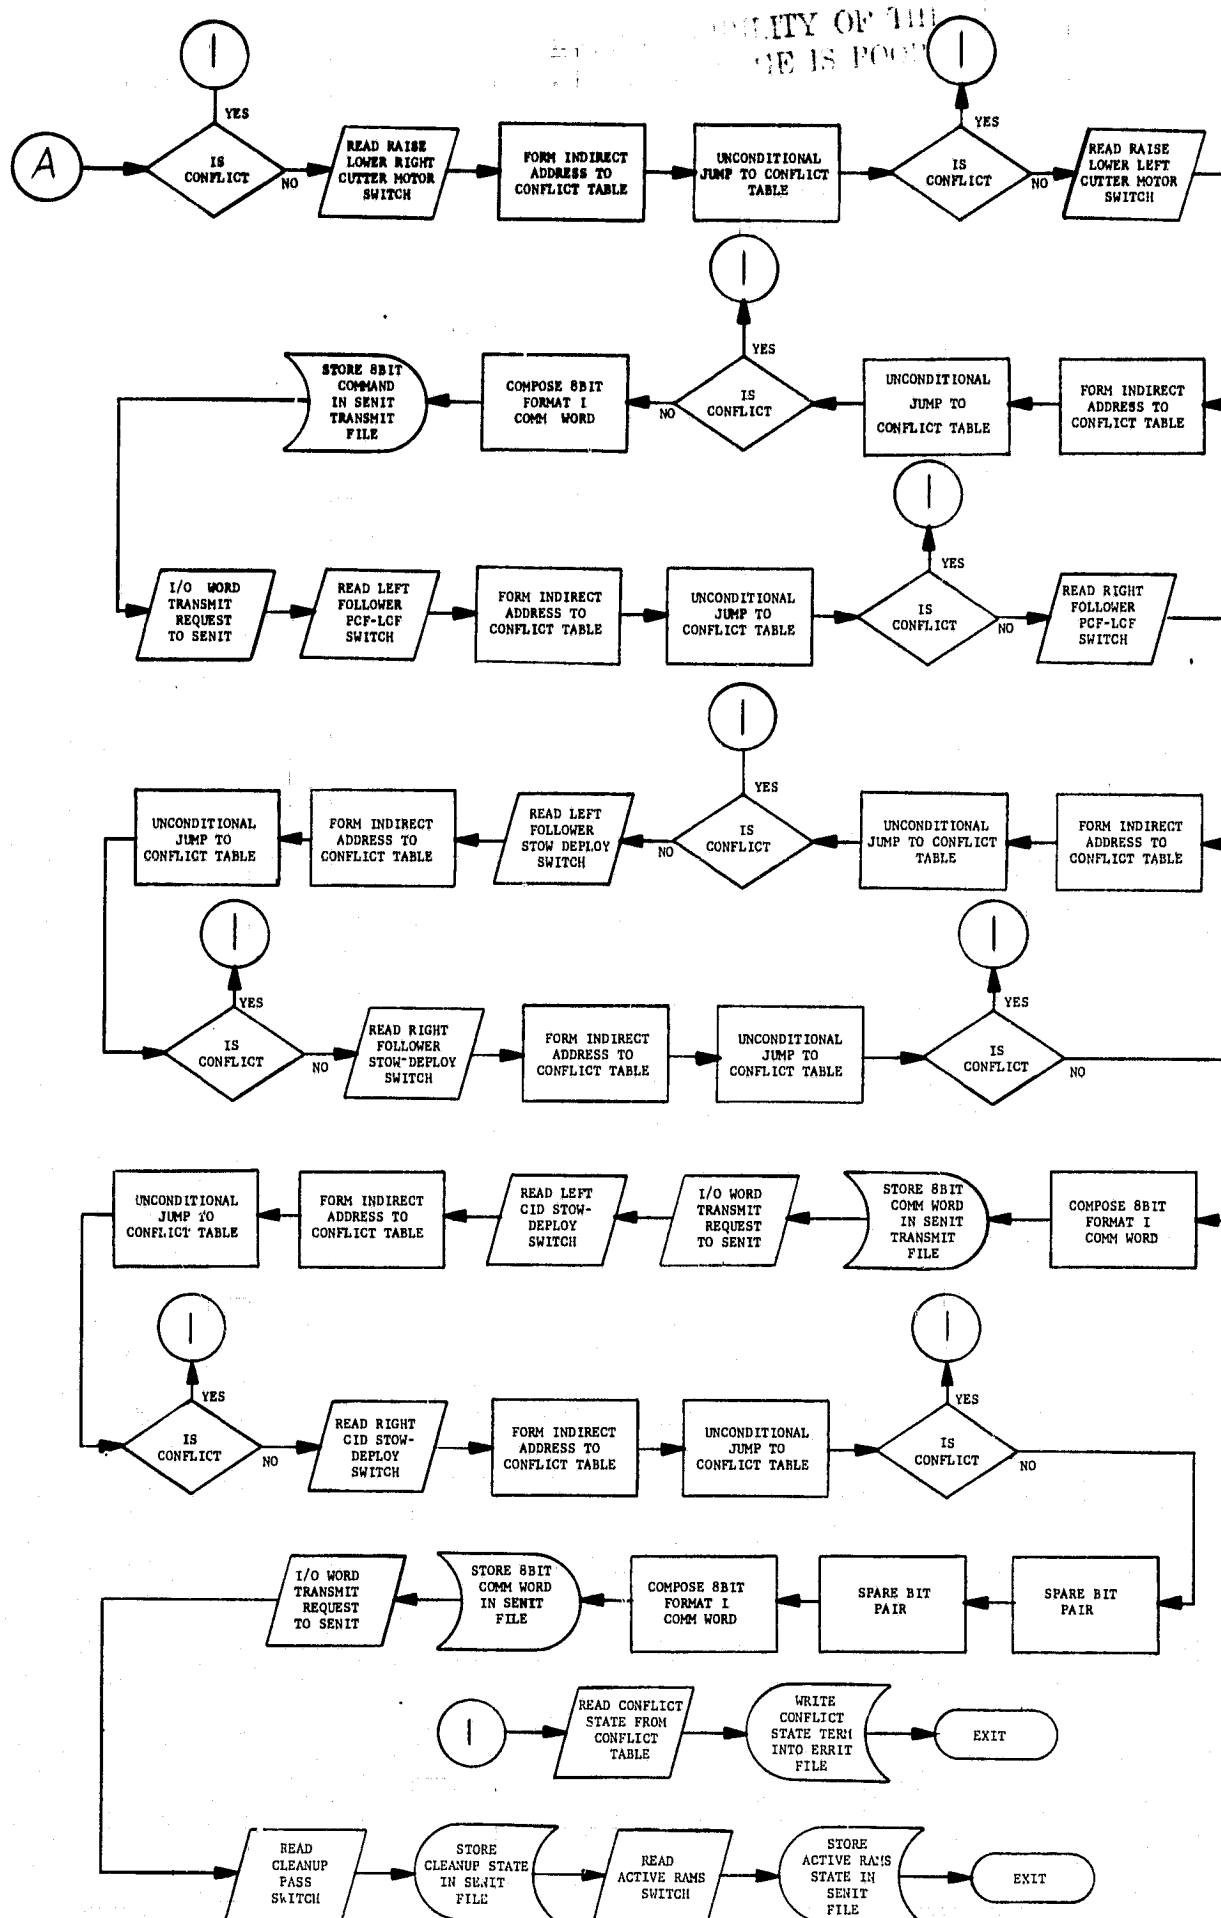 ILITY OF THE
IS POOR
I
I
YES
YES
A
IS
CONFLICT
NO
READ RAISE
LOWER RIGHT
CUTTER MOTOR
SWITCH
FORM INDIRECT
ADDRESS TO
CONFLICT TABLE
UNCONDITIONAL
JUMP TO CONFLICT
TABLE
IS
CONFLICT
NO
READ RAISE
LOWER LEFT
CUTTER MOTOR
SWITCH
I
YES
STORE 8BIT
COMMAND
IN SENIT
TRANSMIT
FILE
COMPOSE 8BIT
FORMAT I
COMM WORD
NO
IS
CONFLICT
UNCONDITIONAL
JUMP TO
CONFLICT TABLE
FORM INDIRECT
ADDRESS TO
CONFLICT TABLE
I
YES
I/O WORD
TRANSMIT
REQUEST
TO SENIT
READ LEFT
FOLLOWER
PCF-LCF
SWITCH
FORM INDIRECT
ADDRESS TO
CONFLICT TABLE
UNCONDITIONAL
JUMP TO
CONFLICT TABLE
IS
CONFLICT
NO
READ RIGHT
FOLLOWER
PCF-LCF
SWITCH
I
YES
UNCONDITIONAL
JUMP TO
CONFLICT TABLE
FORM INDIRECT
ADDRESS TO
CONFLICT TABLE
READ LEFT
FOLLOWER
STOW DEPLOY
SWITCH
NO
IS
CONFLICT
UNCONDITIONAL
JUMP TO CONFLICT
TABLE
FORM INDIRECT
ADDRESS TO
CONFLICT TABLE
I
I
YES
YES
IS
CONFLICT
NO
READ RIGHT
FOLLOWER
STOW-DEPLOY
SWITCH
FORM INDIRECT
ADDRESS TO
CONFLICT TABLE
UNCONDITIONAL
JUMP TO
CONFLICT TABLE
IS
CONFLICT
NO
UNCONDITIONAL
JUMP TO
CONFLICT TABLE
FORM INDIRECT
ADDRESS TO
CONFLICT TABLE
READ LEFT
CID STOW-
DEPLOY
SWITCH
I/O WORD
TRANSMIT
REQUEST
TO SENIT
STORE 8BIT
COMM WORD
IN SENIT
TRANSMIT
FILE
COMPOSE 8BIT
FORMAT I
COMM WORD
I
I
YES
YES
IS
CONFLICT
NO
READ RIGHT
CID STOW-
DEPLOY
SWITCH
FORM INDIRECT
ADDRESS TO
CONFLICT TABLE
UNCONDITIONAL
JUMP TO
CONFLICT TABLE
IS
CONFLICT
NO
I/O WORD
TRANSMIT
REQUEST
TO SENIT
STORE 8BIT
COMM WORD
IN SENIT
FILE
COMPOSE 8BIT
FORMAT I
COMM WORD
SPARE BIT
PAIR
SPARE BIT
PAIR
I
READ CONFLICT
STATE FROM
CONFLICT
TABLE
WRITE
CONFLICT
STATE TERM
INTO ERRIT
FILE
EXIT
READ
CLEANUP
PASS
SWITCH
STORE
CLEANUP STATE
IN SENIT
FILE
READ
ACTIVE RAMS
SWITCH
STORE
ACTIVE RAMS
STATE IN
SENIT
FILE
EXIT